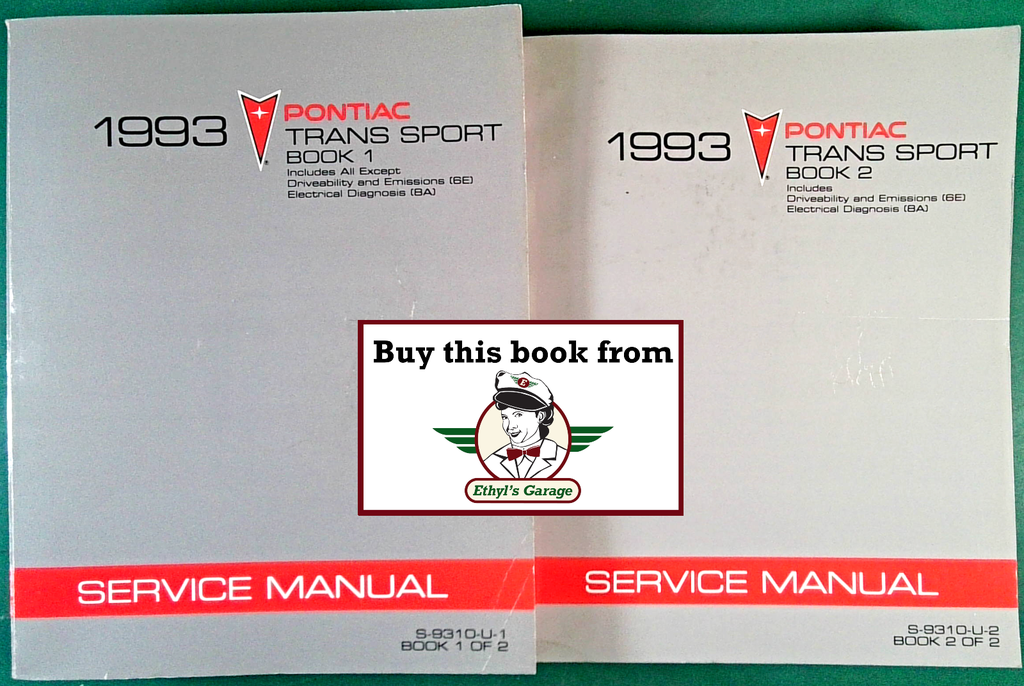 1993
PONTIAC
TRANS SPORT
BOOK 1
Includes All Except
Driveability and Emissions (6E)
Electrical Diagnosis (8A)
SERVICE MANUAL
S-9310-U-1
BOOK 1 OF 2
1993
PONTIAC
TRANS SPORT
BOOK 2
Includes
Driveability and Emissions (6E)
Electrical Diagnosis (8A)
SERVICE MANUAL
S-9310-U-2
BOOK 2 OF 2
Buy this book from
E
Ethyl's Garage